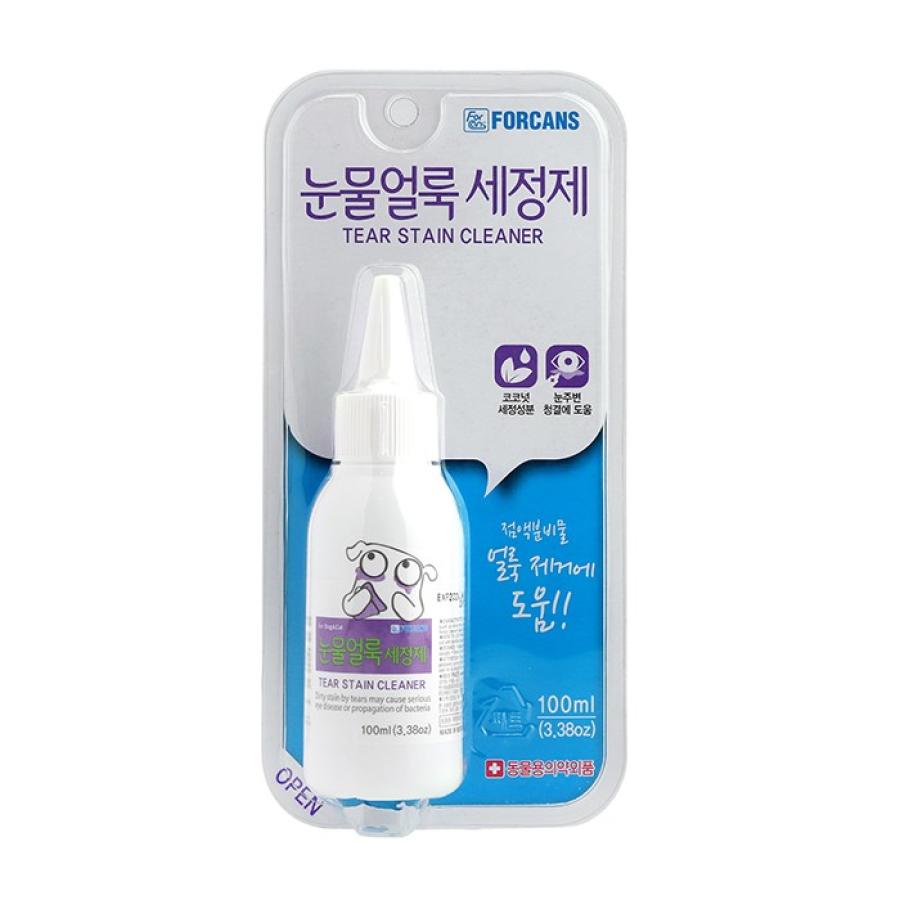 For
FORCANS
눈물얼룩 세정제
TEAR STAIN CLEANER
코코넛
세정성분
눈주변
청결에 도움
점액분비물
얼룩 제거에
도움!!
For Dog&Cat
FORCANS
눈물얼룩 세정제
TEAR STAIN CLEANER
Dirty stain by tears may cause serious
eye disease or propagation of bacteria
100ml (3.38oz)
페트
100ml
(3.38oz)
동물용의약외품
OPEN